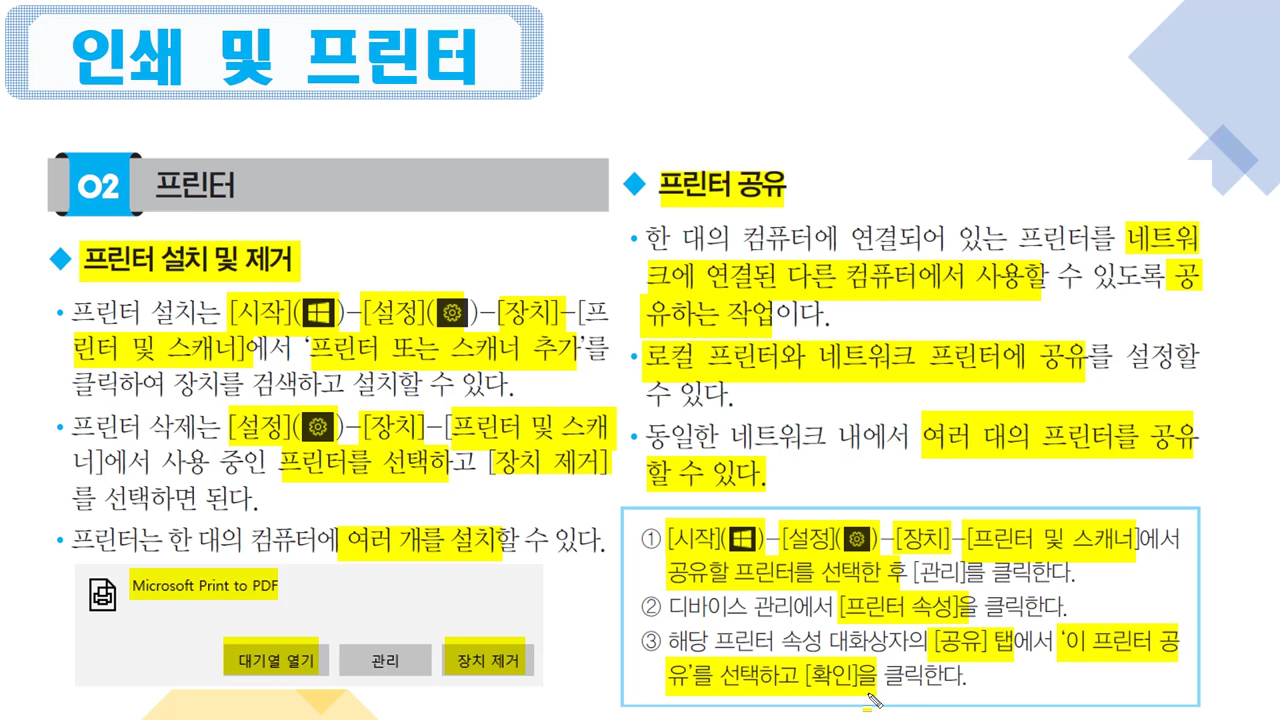 인쇄 및 프린터
02 프린터
◆ 프린터 설치 및 제거
• 프린터 설치는 [시작]()–[설정]()–[장치]–[프
린터 및 스캐너]에서 ‘프린터 또는 스캐너 추가’를
클릭하여 장치를 검색하고 설치할 수 있다.
• 프린터 삭제는 [설정]()–[장치]–[프린터 및 스캐
너]에서 사용 중인 프린터를 선택하고 [장치 제거]
를 선택하면 된다.
• 프린터는 한 대의 컴퓨터에 여러 개를 설치할 수 있다.
Microsoft Print to PDF
대기열 열기 관리 장치 제거
◆ 프린터 공유
• 한 대의 컴퓨터에 연결되어 있는 프린터를 네트워
크에 연결된 다른 컴퓨터에서 사용할 수 있도록 공
유하는 작업이다.
• 로컬 프린터와 네트워크 프린터에 공유를 설정할
수 있다.
• 동일한 네트워크 내에서 여러 대의 프린터를 공유
할 수 있다.
① [시작]()–[설정]()–[장치]–[프린터 및 스캐너]에서
공유할 프린터를 선택한 후 [관리]를 클릭한다.
② 디바이스 관리에서 [프린터 속성]을 클릭한다.
③ 해당 프린터 속성 대화상자의 [공유] 탭에서 ‘이 프린터 공
유’를 선택하고 [확인]을 클릭한다.